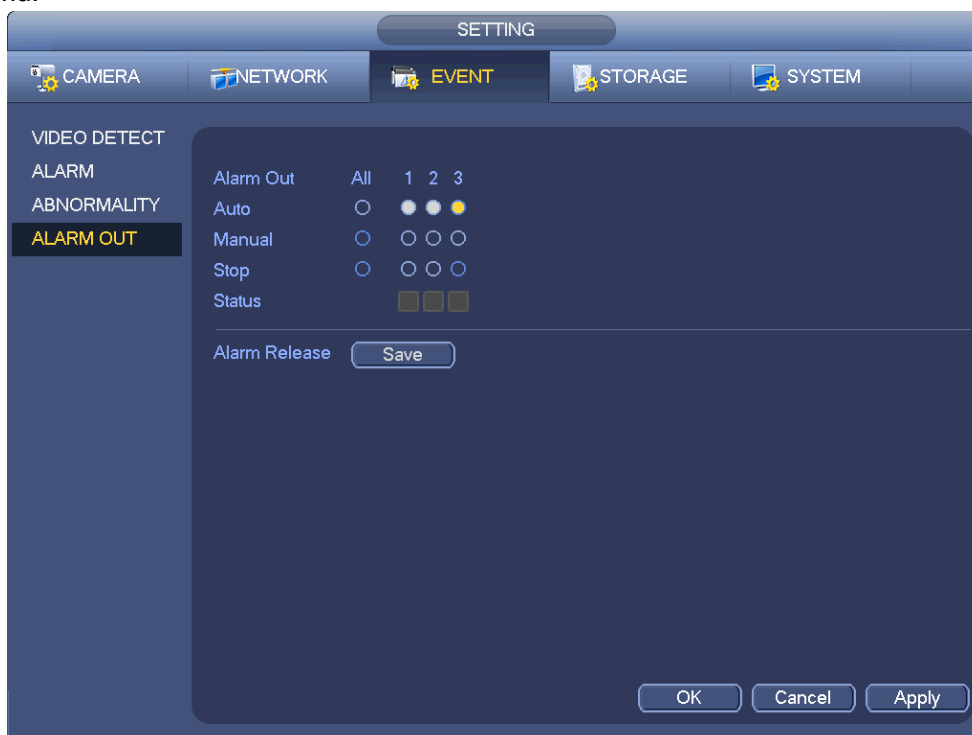 SETTING
CAMERA NETWORK EVENT STORAGE SYSTEM
VIDEO DETECT
ALARM
ABNORMALITY
ALARM OUT
Alarm Out All 1 2 3
Auto
Manual
Stop
Status
Alarm Release Save
OK Cancel Apply